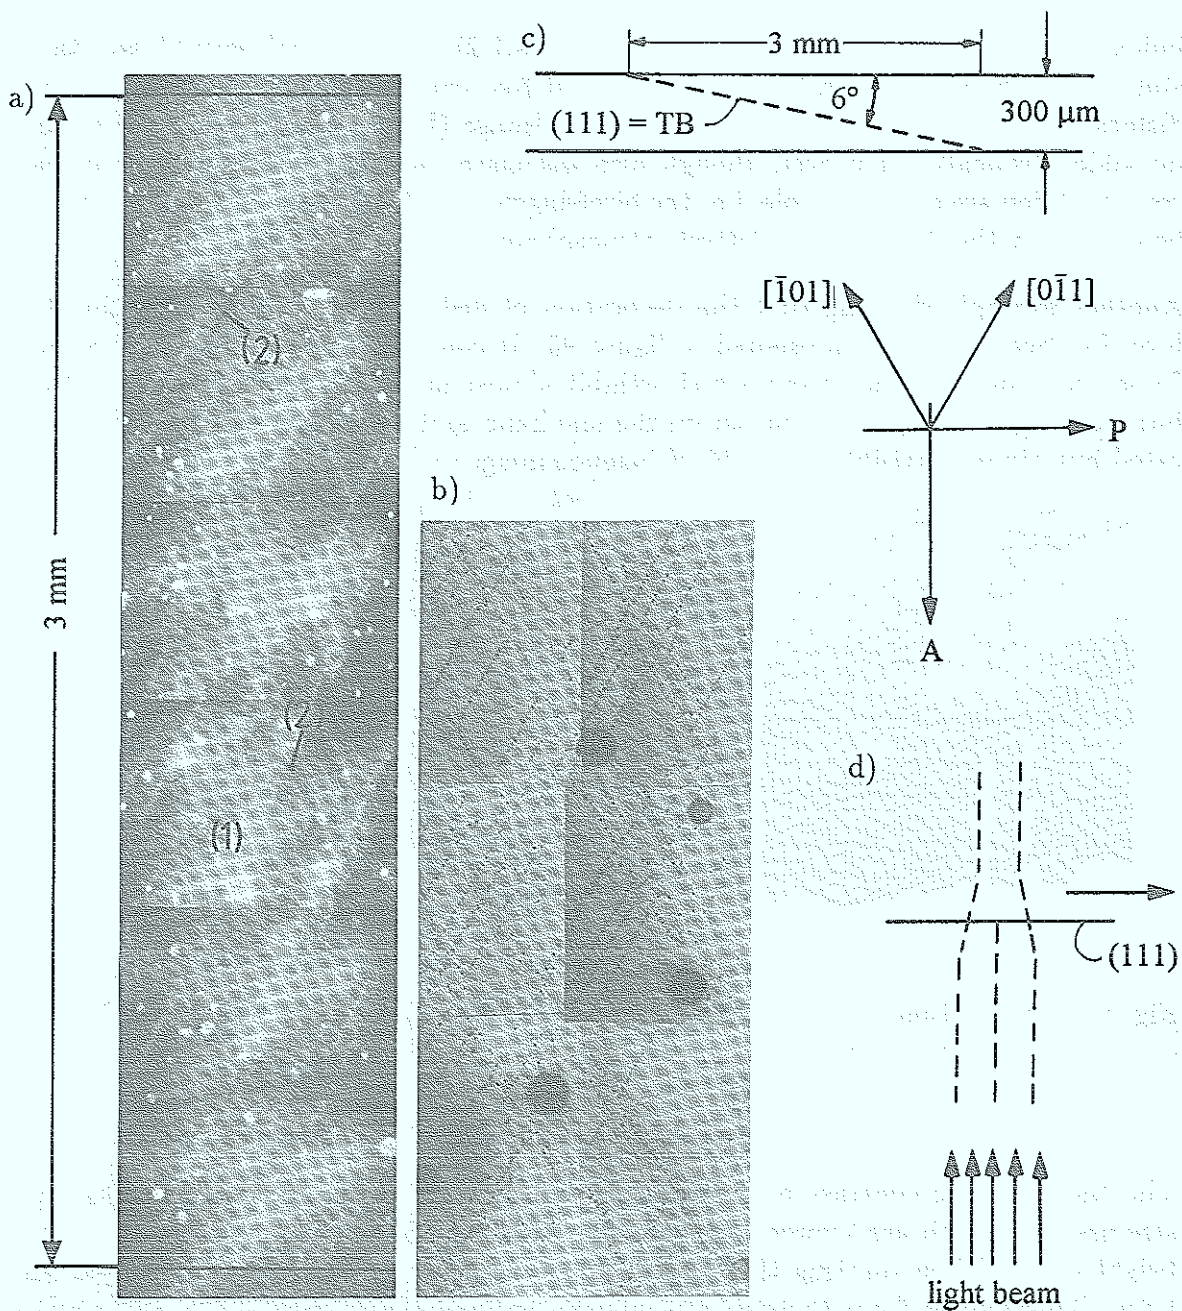 a)
3 mm
(2)
(1)
b)
c)
3 mm
6°
(111) = TB
300 μm
[1̄01]
[01̄1]
P
A
d)
(111)
light beam